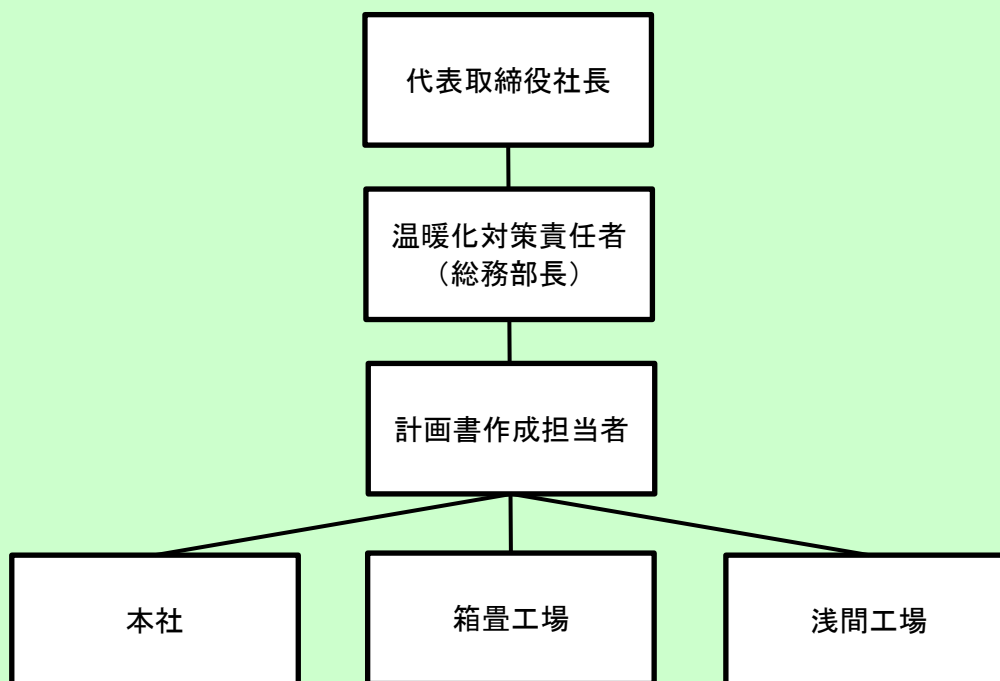 代表取締役社長
温暖化対策責任者
（総務部長）
計画書作成担当者
本社
箱畳工場
浅間工場